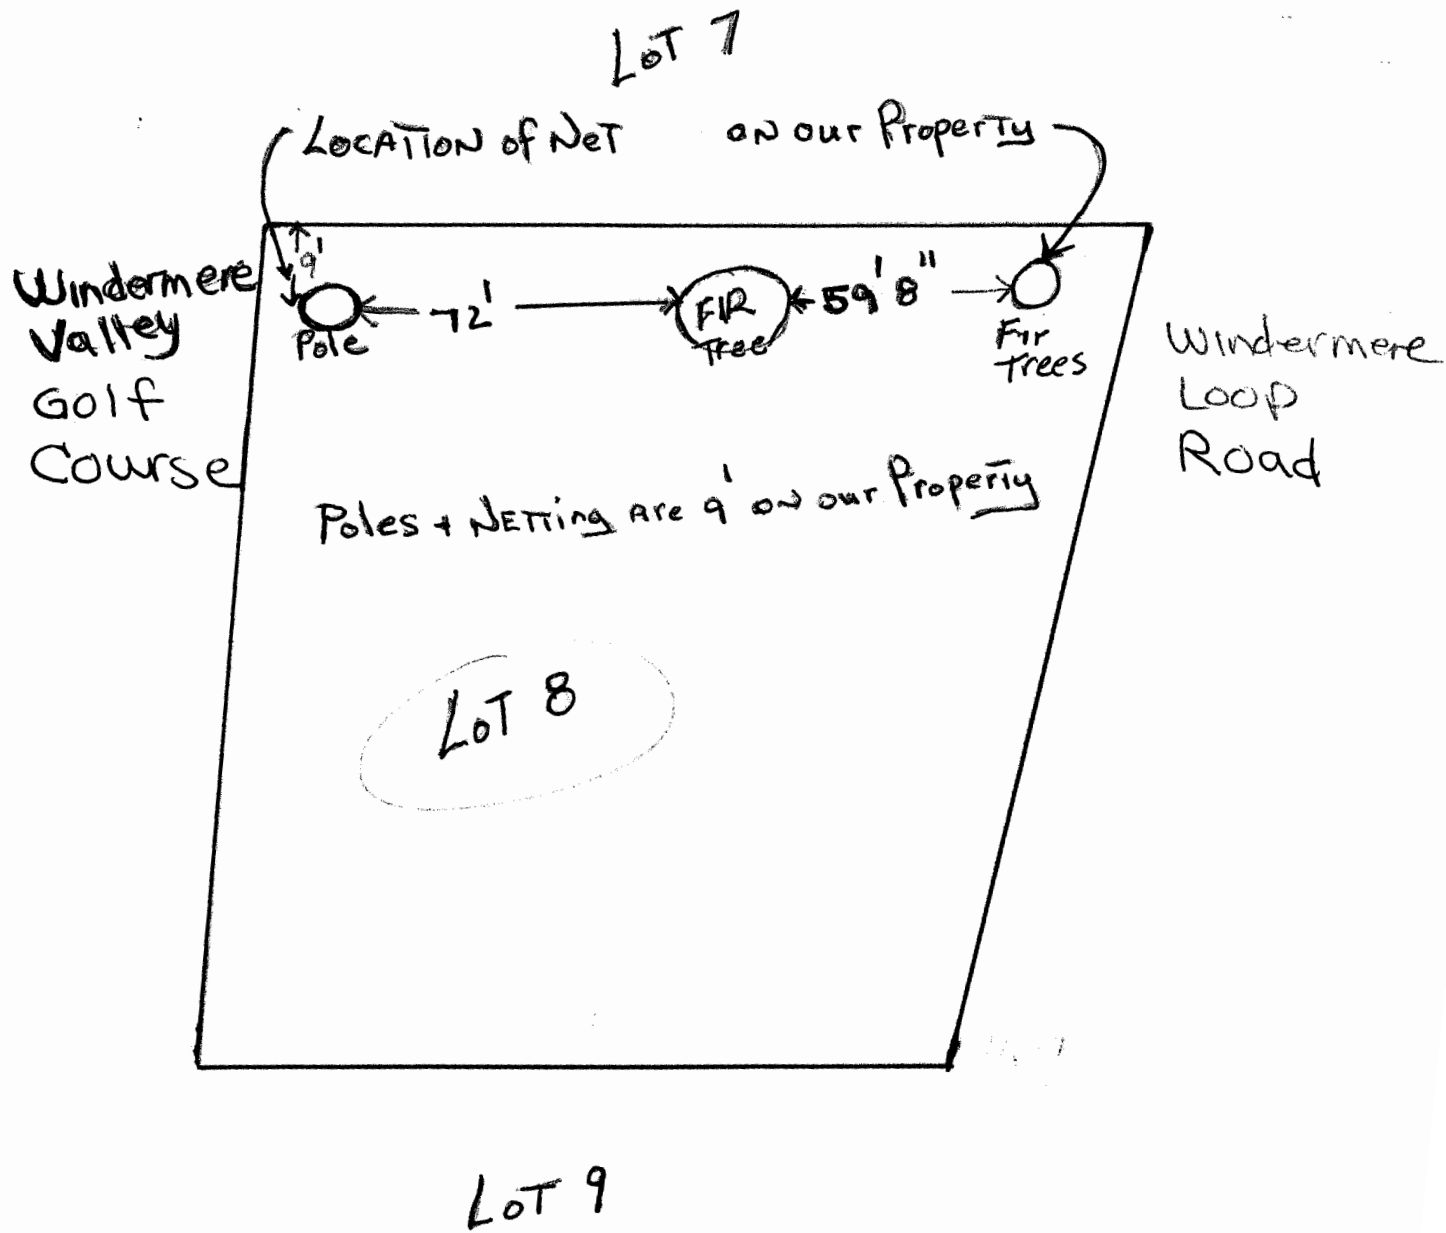 LOT 7
LOCATION of NET ON our Property
9'
Windermere
Valley
Golf
Course
Pole
72'
FIR
Tree
59' 8"
Fir
Trees
Windermere
Loop
Road
Poles + NETTing Are 9' ON our Property
LOT 8
LOT 9